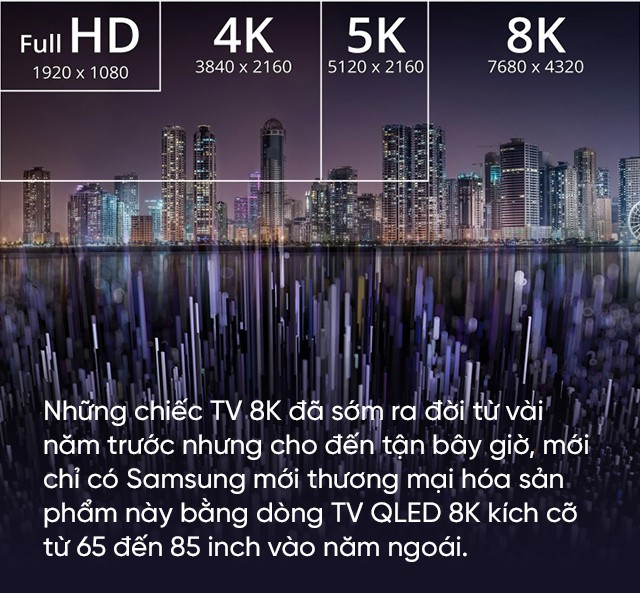 Full HD
1920 x 1080
4K
3840 x 2160
5K
5120 x 2160
8K
7680 x 4320
Những chiếc TV 8K đã sớm ra đời từ vài
năm trước nhưng cho đến tận bây giờ, mới
chỉ có Samsung mới thương mại hóa sản
phẩm này bằng dòng TV QLED 8K kích cỡ
từ 65 đến 85 inch vào năm ngoái.